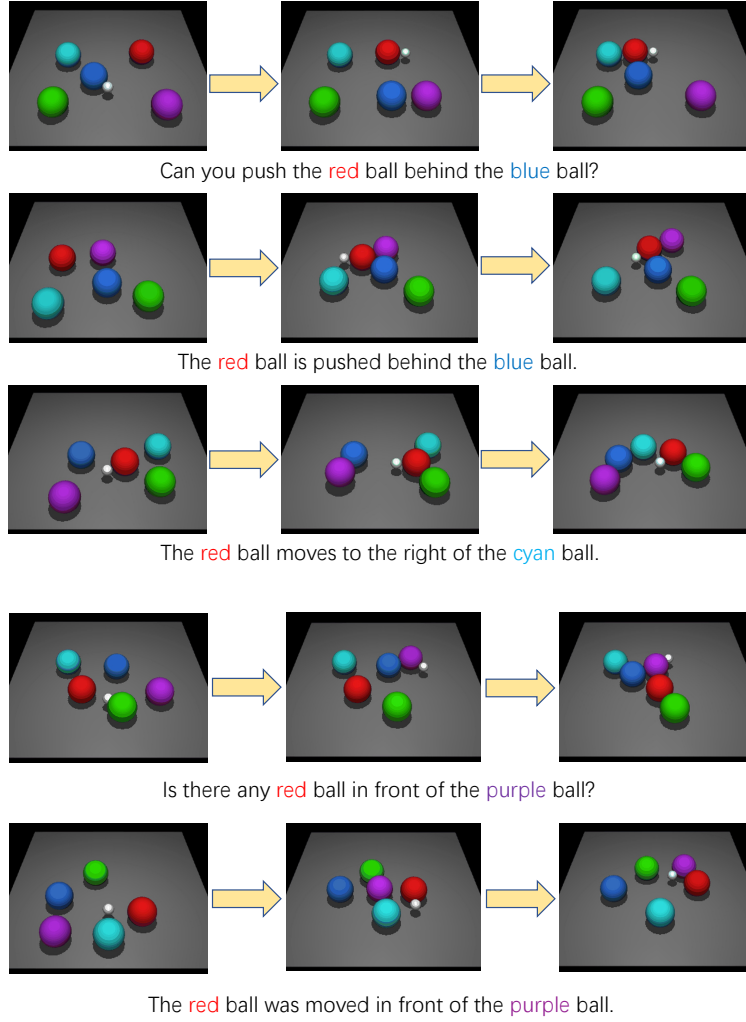 Can you push the red ball behind the blue ball?
The red ball is pushed behind the blue ball.
The red ball moves to the right of the cyan ball.
Is there any red ball in front of the purple ball?
The red ball was moved in front of the purple ball.